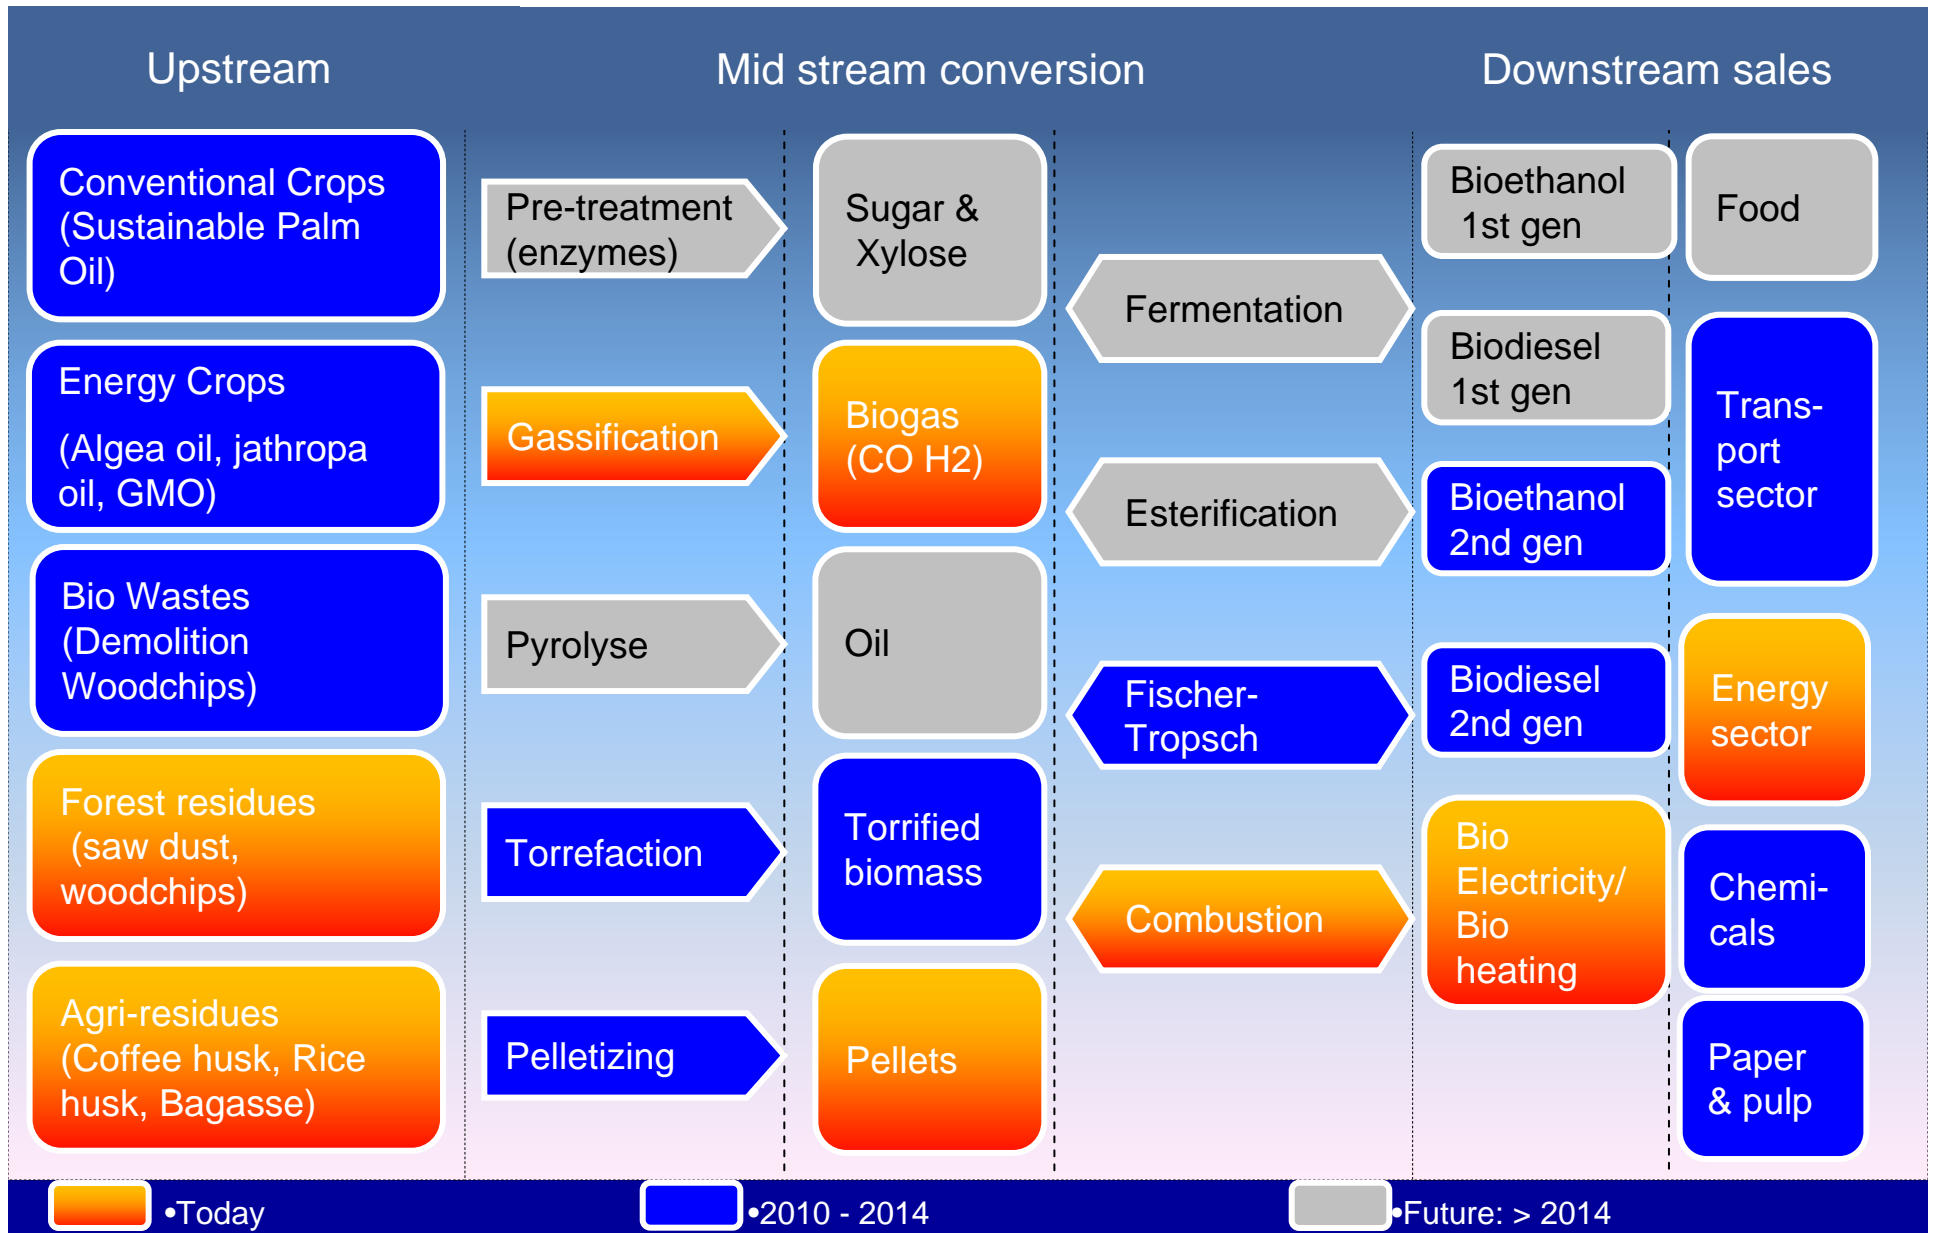 Upstream
Mid stream conversion
Downstream sales
Conventional Crops
(Sustainable Palm
Oil)
Energy Crops
(Algea oil, jathropa
oil, GMO)
Bio Wastes
(Demolition
Woodchips)
Forest residues
(saw dust,
woodchips)
Agri-residues
(Coffee husk, Rice
husk, Bagasse)
Pre-treatment
(enzymes)
Gassification
Pyrolyse
Torrefaction
Pelletizing
Sugar &
Xylose
Biogas
(CO H2)
Oil
Torrified
biomass
Pellets
Fermentation
Esterification
Fischer-
Tropsch
Combustion
Bioethanol
1st gen
Biodiesel
1st gen
Bioethanol
2nd gen
Biodiesel
2nd gen
Bio
Electricity/
Bio
heating
Food
Trans-
port
sector
Energy
sector
Chemi-
cals
Paper
& pulp
•Today
•2010 - 2014
•Future: > 2014